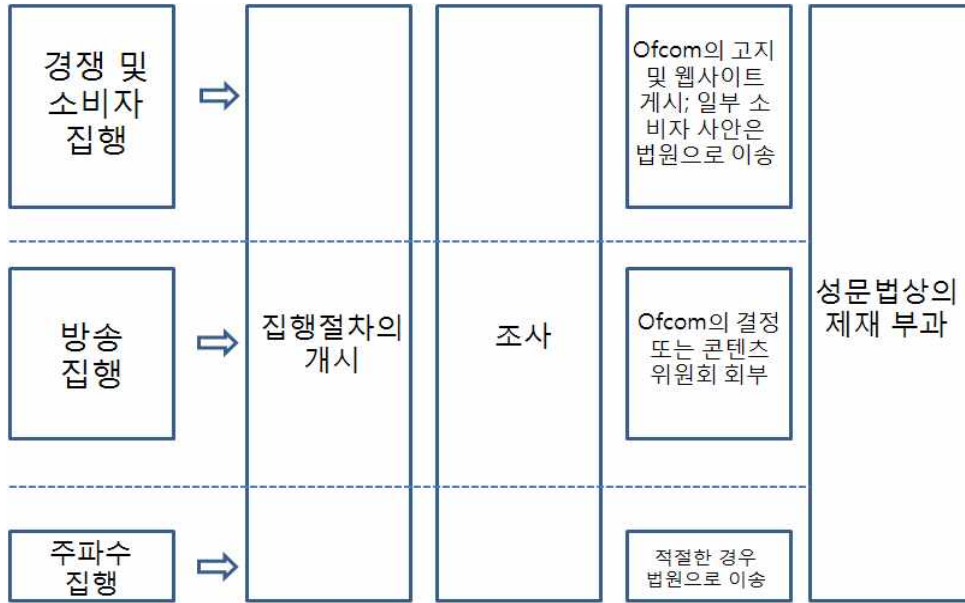 경쟁 및
소비자
집행
Ofcom의 고지
및 웹사이트
게시; 일부 소
비자 사안은
법원으로 이송
방송
집행
집행절차의
개시
조사
Ofcom의 결정
또는 콘텐츠
위원회 회부
성문법상의
제재 부과
주파수
집행
적절한 경우
법원으로 이송